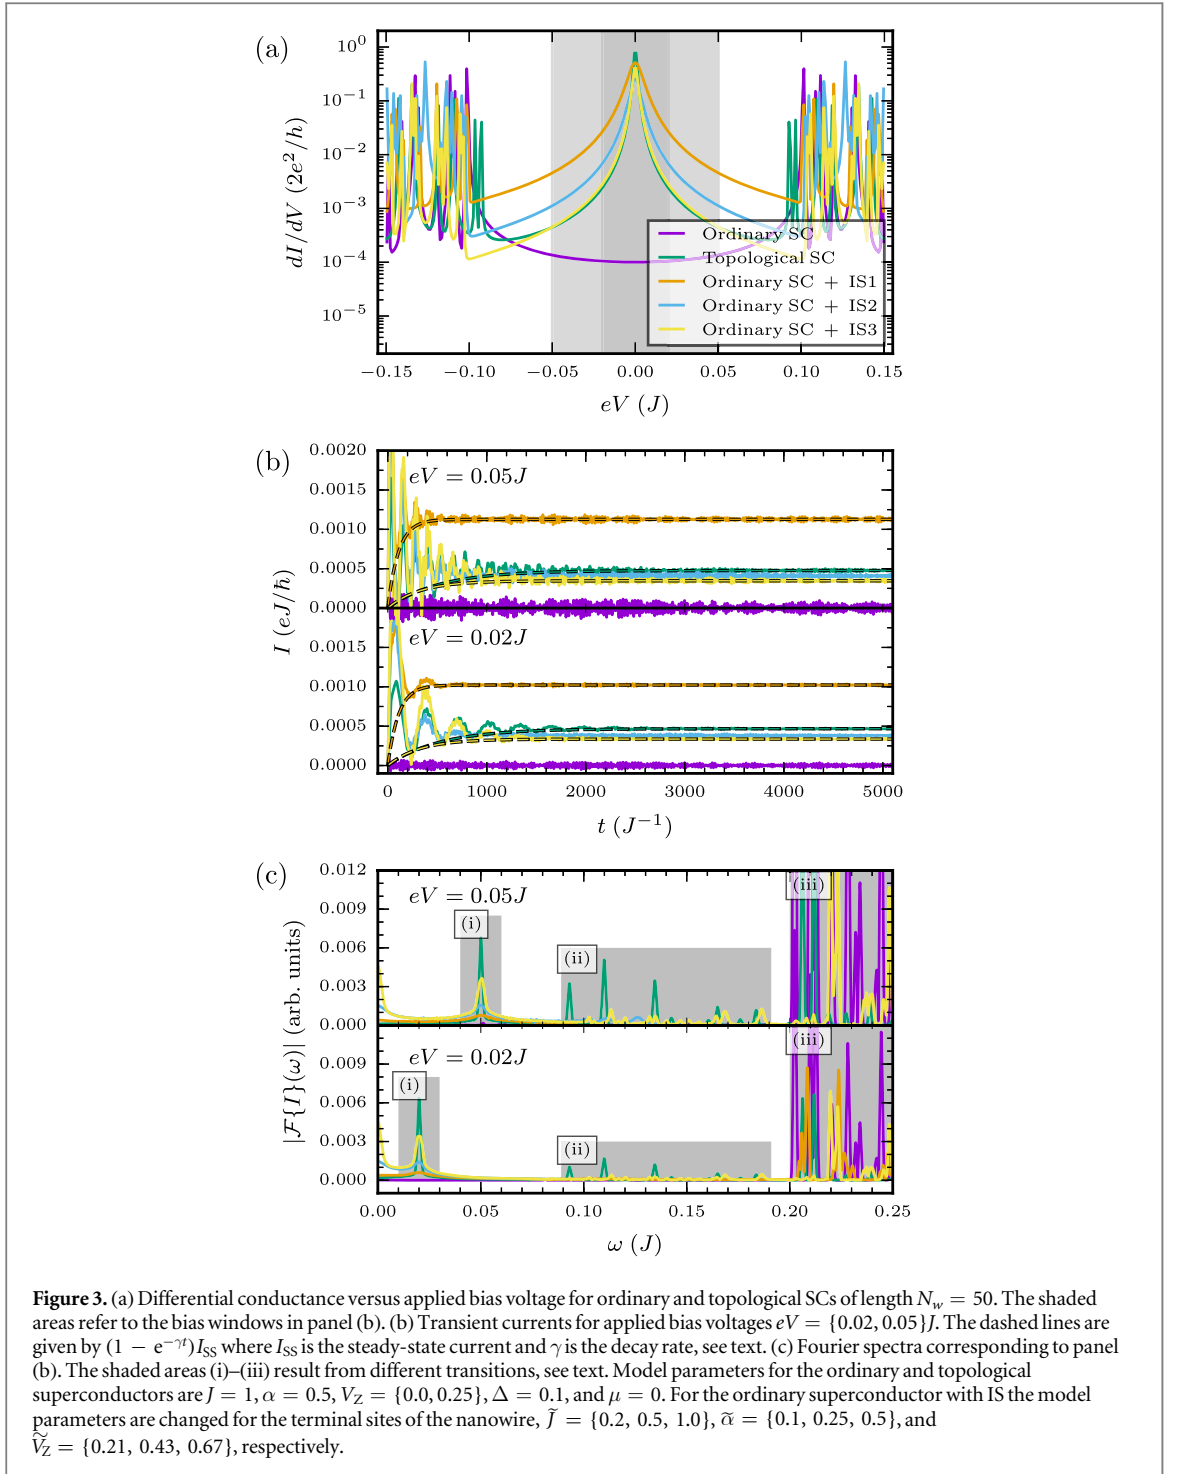 (a)
10⁰
10⁻¹
10⁻²
10⁻³
10⁻⁴
10⁻⁵
dI/dV (2e²/h)
Ordinary SC
Topological SC
Ordinary SC + IS1
Ordinary SC + IS2
Ordinary SC + IS3
−0.15 −0.10 −0.05 0.00 0.05 0.10 0.15
eV (J)
(b)
eV = 0.05J
0.0020
0.0015
0.0010
0.0005
0.0000
eV = 0.02J
0.0015
0.0010
0.0005
0.0000
I (eJ/ℏ)
0 1000 2000 3000 4000 5000
t (J⁻¹)
(c)
eV = 0.05J
0.012
0.009
0.006
0.003
0.000
(i)
(ii)
(iii)
eV = 0.02J
0.009
0.006
0.003
0.000
(i)
(ii)
(iii)
|ℱ{I}(ω)| (arb. units)
0.00 0.05 0.10 0.15 0.20 0.25
ω (J)
Figure 3. (a) Differential conductance versus applied bias voltage for ordinary and topological SCs of length N_w = 50. The shaded
areas refer to the bias windows in panel (b). (b) Transient currents for applied bias voltages eV = {0.02, 0.05}J. The dashed lines are
given by (1 − e^{−γt})I_SS where I_SS is the steady-state current and γ is the decay rate, see text. (c) Fourier spectra corresponding to panel
(b). The shaded areas (i)–(iii) result from different transitions, see text. Model parameters for the ordinary and topological
superconductors are J = 1, α = 0.5, V_Z = {0.0, 0.25}, Δ = 0.1, and μ = 0. For the ordinary superconductor with IS the model
parameters are changed for the terminal sites of the nanowire, J̃ = {0.2, 0.5, 1.0}, α̃ = {0.1, 0.25, 0.5}, and
Ṽ_Z = {0.21, 0.43, 0.67}, respectively.